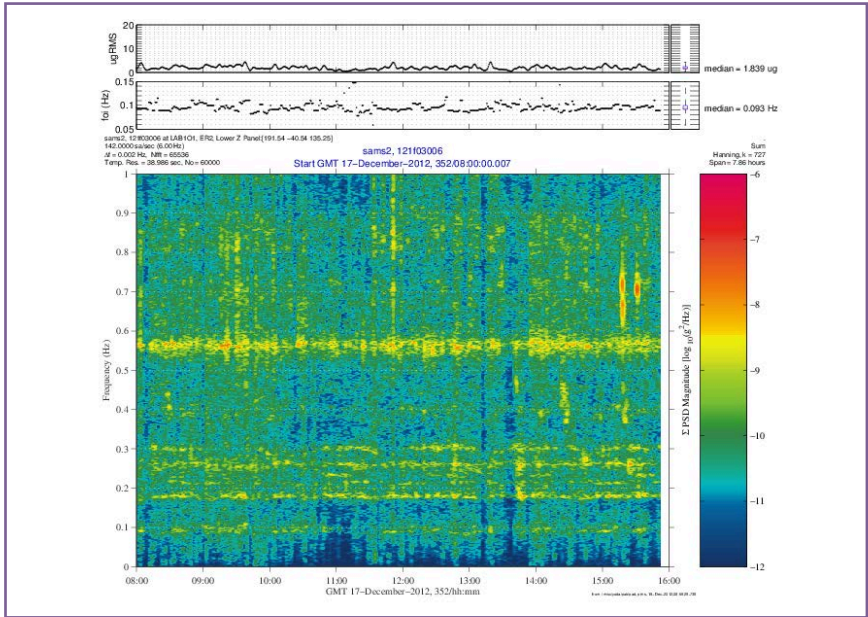 20
10
0
ugRMS
median = 1.839 ug
0.15
0.1
0.05
foi (Hz)
median = 0.093 Hz
sams2, 121f03006 at LAB1O1, ER2, Lower Z Panel:[191.54 -40.54 135.25]
142.0000 sa/sec (6.00Hz)
Δf = 0.002 Hz, Nfft = 65536
Temp. Res. = 38.986 sec, No = 60000
sams2, 121f03006
Start GMT 17-December-2012, 352/08:00:00.007
Sum
Hanning, k = 727
Span = 7.86 hours
1
0.9
0.8
0.7
0.6
0.5
0.4
0.3
0.2
0.1
0
Frequency (Hz)
08:00 09:00 10:00 11:00 12:00 13:00 14:00 15:00 16:00
GMT 17-December-2012, 352/hh:mm
-6
-7
-8
-9
-10
-11
-12
Σ PSD Magnitude [log 10(g2/Hz)]